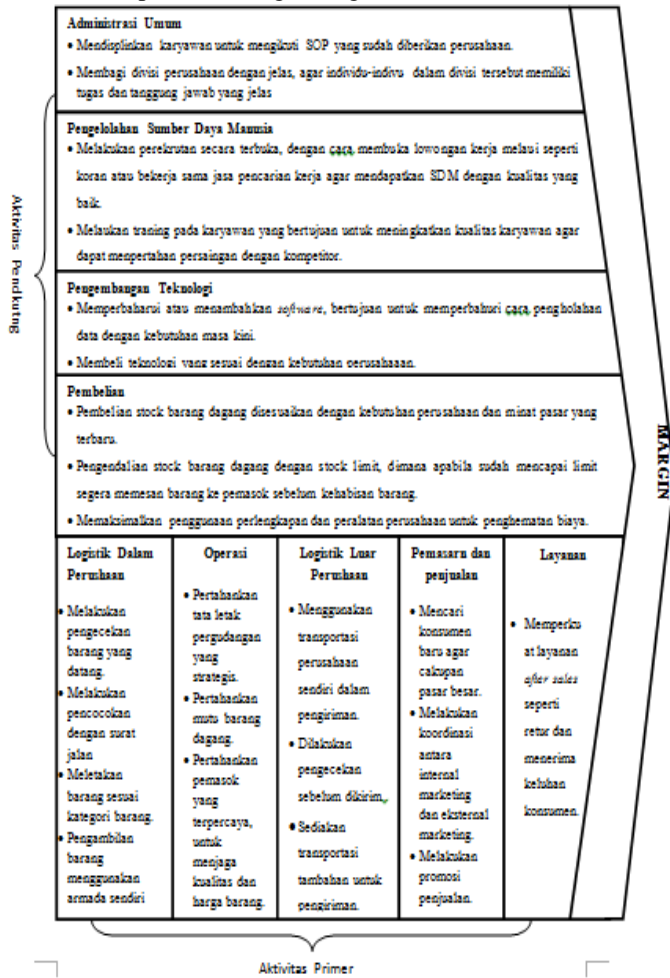 Administrasi Umum
• Mendisplinkan karyawan untuk mengikuti SOP yang sudah diberikan perusahaan.
• Membagi divisi perusahaan dengan jelas, agar individu-indivu dalam divisi tersebut memiliki
tugas dan tanggung jawab yang jelas
Pengelolahan Sumber Daya Manusia
• Melakukan perekrutan secara terbuka, dengan cara membuka lowongan kerja melaui seperti
koran atau bekerja sama jasa pencarian kerja agar mendapatkan SDM dengan kualitas yang
baik.
• Melaukan traning pada karyawan yang bertujuan untuk meningkatkan kualitas karyawan agar
dapat menpertahan persaingan dengan kompetitor.
Pengembangan Teknologi
• Memperbaharui atau menambahkan software, bertujuan untuk memperbahuri cara pengholahan
data dengan kebutuhan masa kini.
• Membeli teknologi yang sesuai dengan kebutuhan perusahaaan.
Pembelian
• Pembelian stock barang dagang disesuaikan dengan kebutuhan perusahaan dan minat pasar yang
terbaru.
• Pengendalian stock barang dagang dengan stock limit, dimana apabila sudah mencapai limit
segera memesan barang ke pemasok sebelum kehabisan barang.
• Memaksimalkan penggunaan perlengkapan dan peralatan perusahaan untuk penghematan biaya.
Aktivitas Pendkutng
MARGIN
Logistik Dalam
Perushaan
• Melakukan
pengecekan
barang yang
datang.
• Melakukan
pencocokan
dengan surat
jalan
• Meletakan
barang sesuai
kategori barang.
• Pengambilan
barang
menggunakan
armada sendiri
Operasi
• Pertahankan
tata letak
pergudangan
yang
strategis.
• Pertahankan
mutu barang
dagang.
• Pertahankan
pemasok
yang
terpercaya,
untuk
menjaga
kualitas dan
harga barang.
Logistik Luar
Perushaan
• Menggunakan
transportasi
perusahaan
sendiri dalam
pengiriman.
• Dilakukan
pengecekan
sebelum dikirim,
• Sediakan
transportasi
tambahan untuk
pengiriman.
Pemasaru dan
penjualan
• Mencari
konsumen
baru agar
cakupan
pasar besar.
• Melakukan
koordinasi
antara
internal
marketing
dan eksternal
marketing.
• Melakukan
promosi
penjualan.
Layanan
• Memperku
at layanan
after sales
seperti
retur dan
menerima
keluhan
konsumen.
Aktivitas Primer